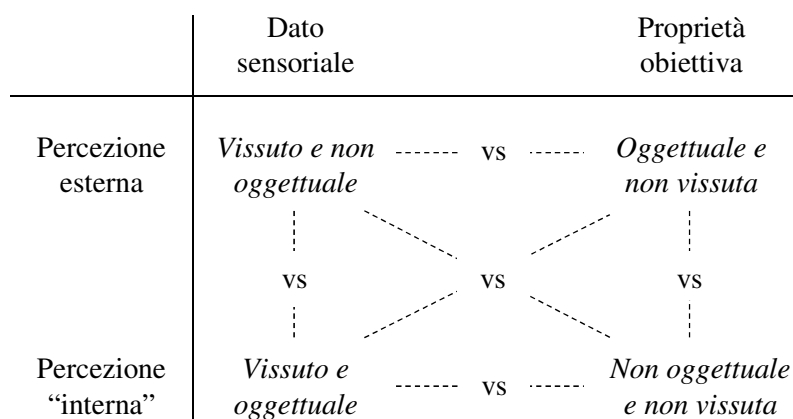 Dato Proprietà
sensoriale obiettiva
Percezione Vissuto e non vs Oggettuale e
esterna oggettuale non vissuta
vs vs vs
Percezione Vissuto e vs Non oggettuale
“interna” oggettuale e non vissuta